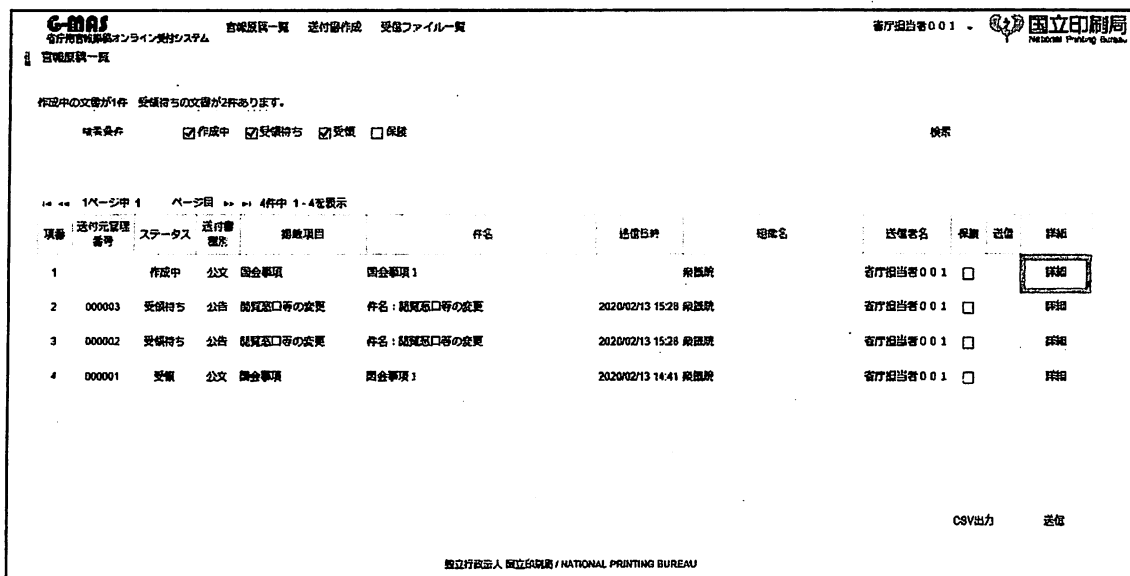 G-MAS
省庁用官報原稿オンライン受付システム
官報原稿一覧 送付書作成 受信ファイル一覧
省庁担当者001
国立印刷局
National Printing Bureau
官報原稿一覧
作成中の文書が1件 受領待ちの文書が2件あります。
検索条件 作成中 受領待ち 受領 保険 検索
1ページ中 1 ページ目 4件中 1 - 4を表示
項番 送付元管理番号 ステータス 送付書種別 掲載項目 件名 送信日時 組織名 送信者名 保険 送信 詳細
1 作成中 公文 国会事項 国会事項1 衆議院 省庁担当者001 詳細
2 000003 受領待ち 公告 閲覧窓口等の変更 件名:閲覧窓口等の変更 2020/02/13 15:28 衆議院 省庁担当者001 詳細
3 000002 受領待ち 公告 閲覧窓口等の変更 件名:閲覧窓口等の変更 2020/02/13 15:28 衆議院 省庁担当者001 詳細
4 000001 受領 公文 国会事項 国会事項1 2020/02/13 14:41 衆議院 省庁担当者001 詳細
CSV出力 送信
独立行政法人 国立印刷局 / NATIONAL PRINTING BUREAU